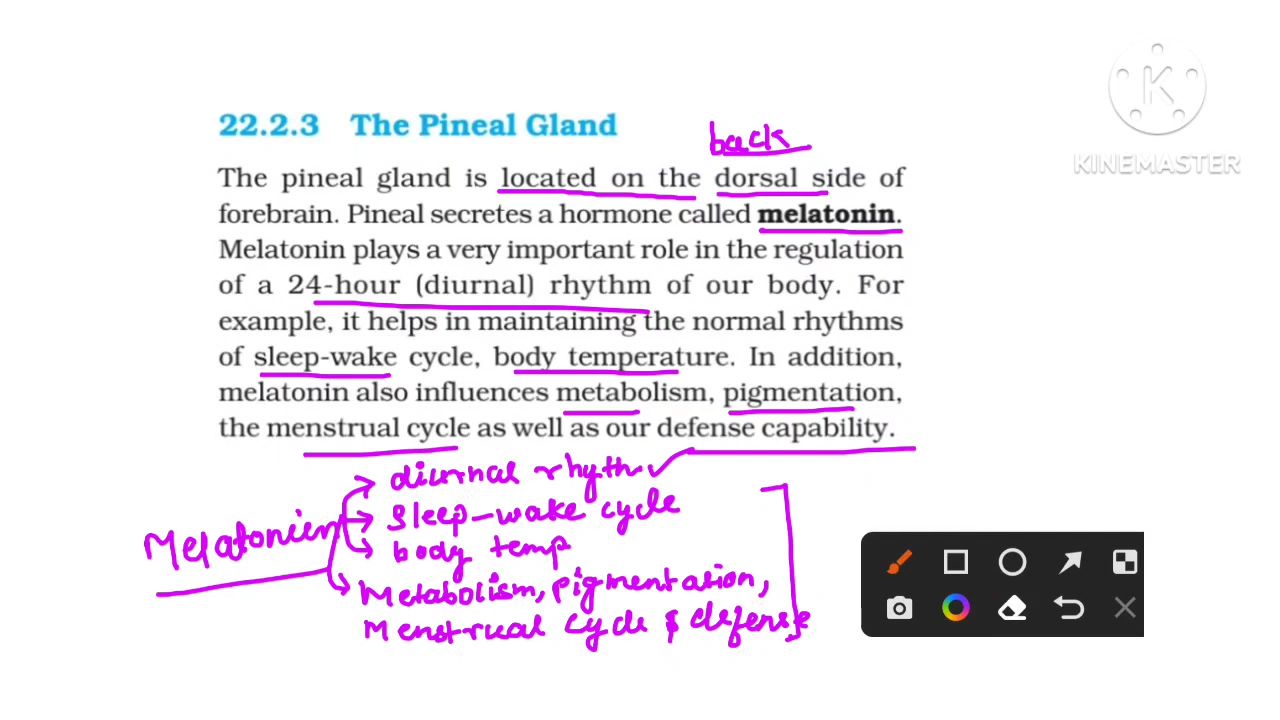 KINEMASTER
22.2.3 The Pineal Gland
back
The pineal gland is located on the dorsal side of
forebrain. Pineal secretes a hormone called melatonin.
Melatonin plays a very important role in the regulation
of a 24-hour (diurnal) rhythm of our body. For
example, it helps in maintaining the normal rhythms
of sleep-wake cycle, body temperature. In addition,
melatonin also influences metabolism, pigmentation,
the menstrual cycle as well as our defense capability.
diurnal rhythm
Melatonien
Sleep-wake cycle
body temp
Metabolism, pigmentation,
Menstrual cycle & defense